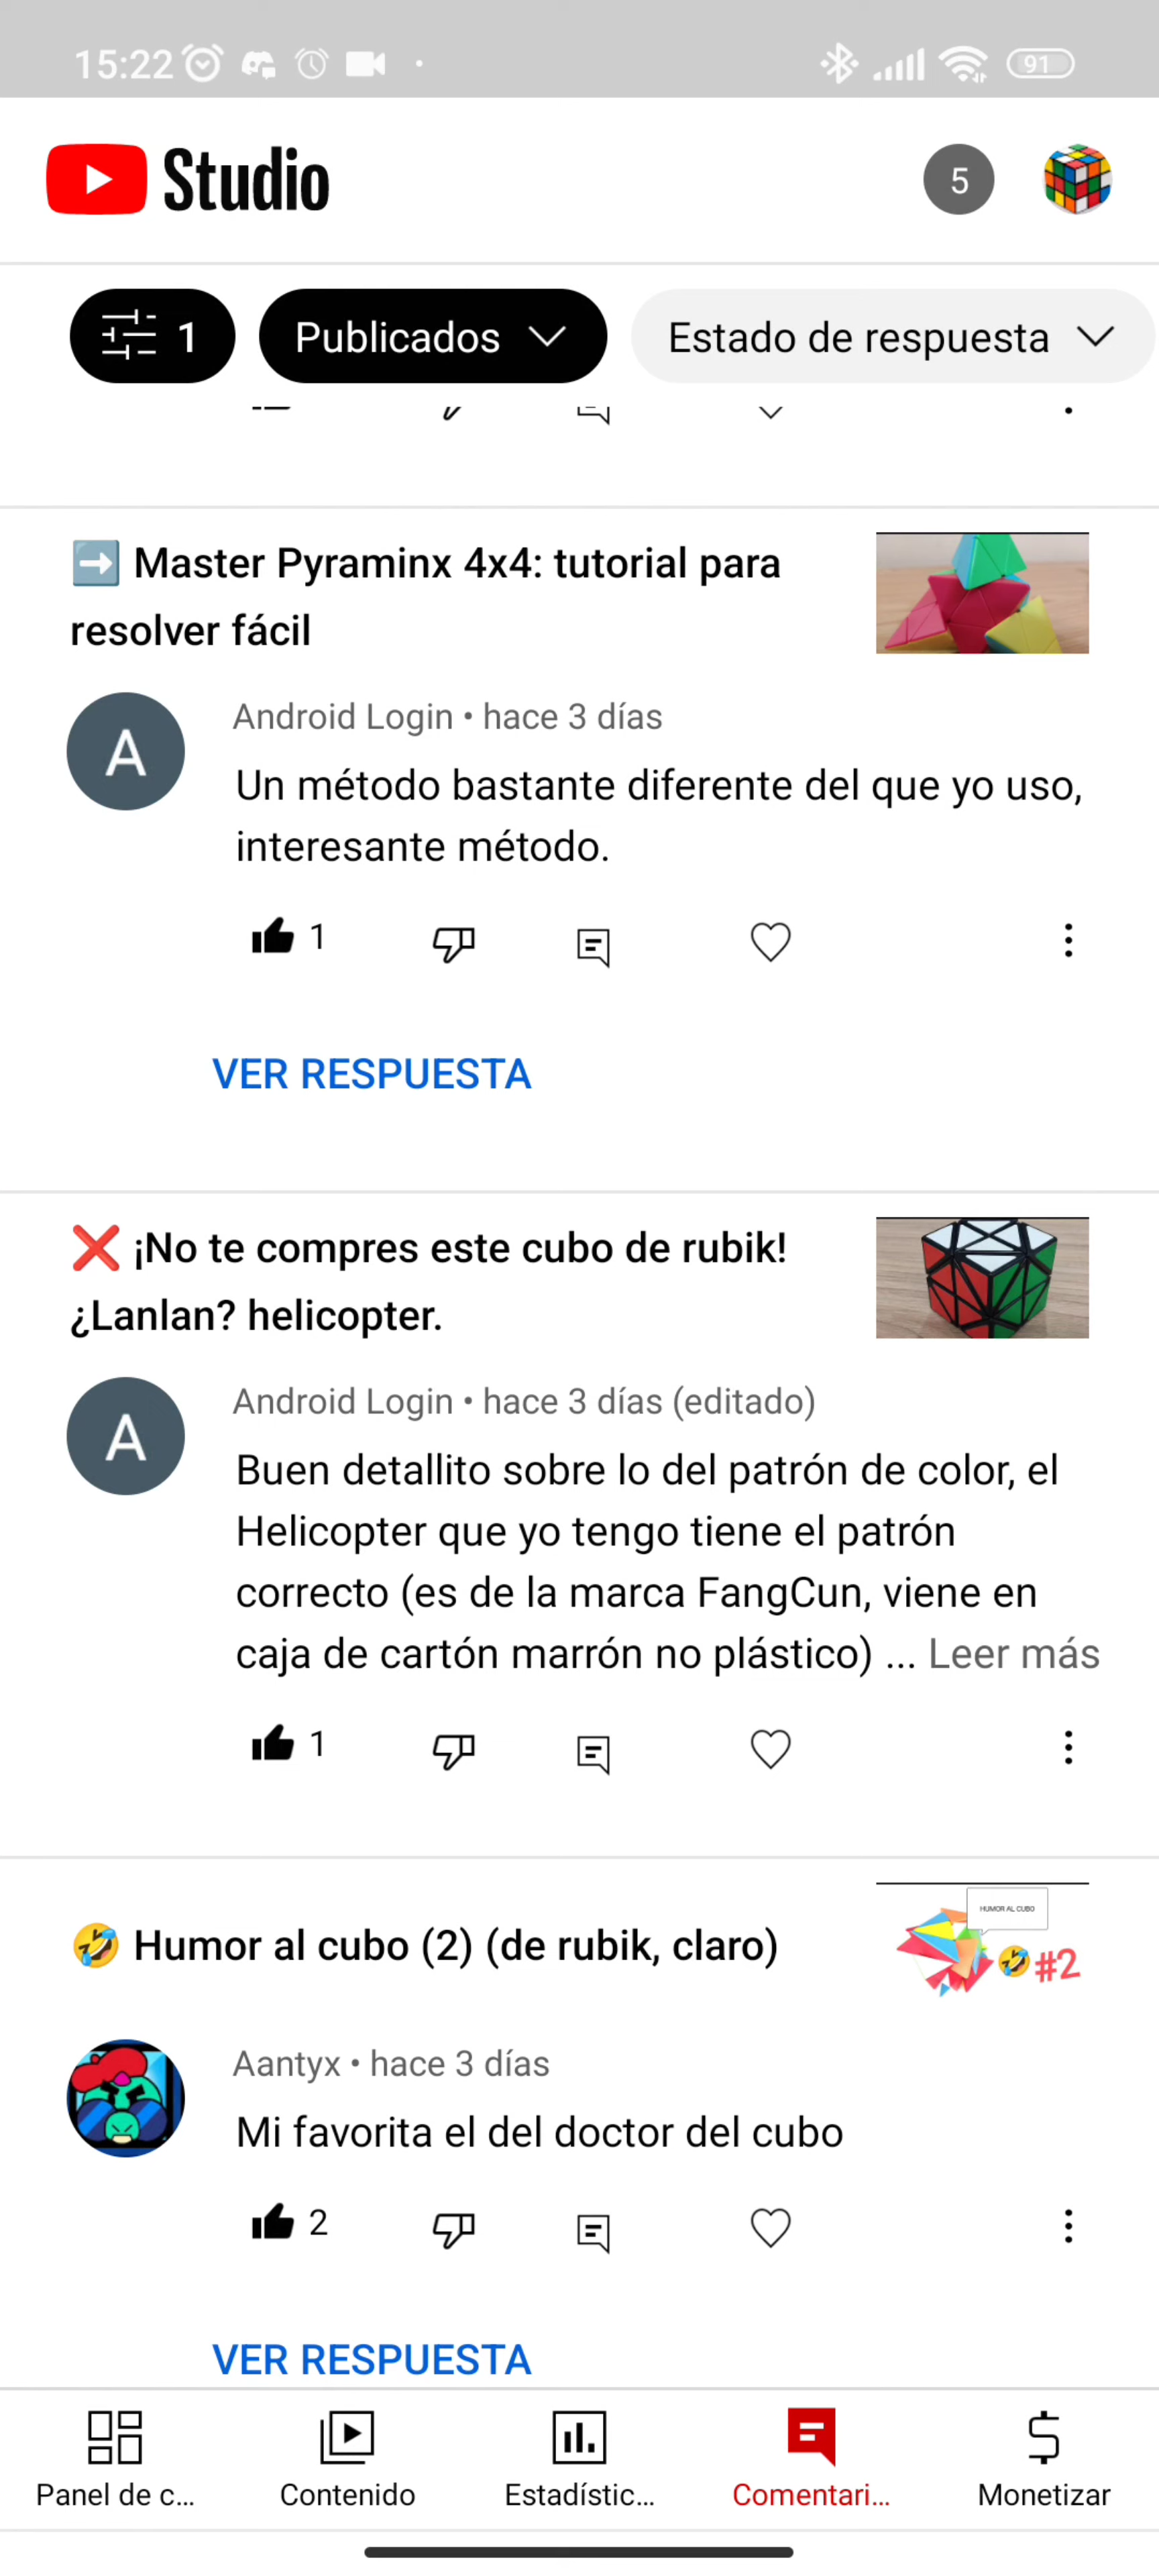 15:22
91
Studio
5
1
Publicados
Estado de respuesta
➡️ Master Pyraminx 4x4: tutorial para
resolver fácil
A
Android Login • hace 3 días
Un método bastante diferente del que yo uso,
interesante método.
1
VER RESPUESTA
❌ ¡No te compres este cubo de rubik!
¿Lanlan? helicopter.
A
Android Login • hace 3 días (editado)
Buen detallito sobre lo del patrón de color, el
Helicopter que yo tengo tiene el patrón
correcto (es de la marca FangCun, viene en
caja de cartón marrón no plástico) ... Leer más
1
HUMOR AL CUBO
🤣 Humor al cubo (2) (de rubik, claro)
🤣 #2
Aantyx • hace 3 días
Mi favorita el del doctor del cubo
2
VER RESPUESTA
Panel de c... Contenido Estadístic... Comentari... Monetizar